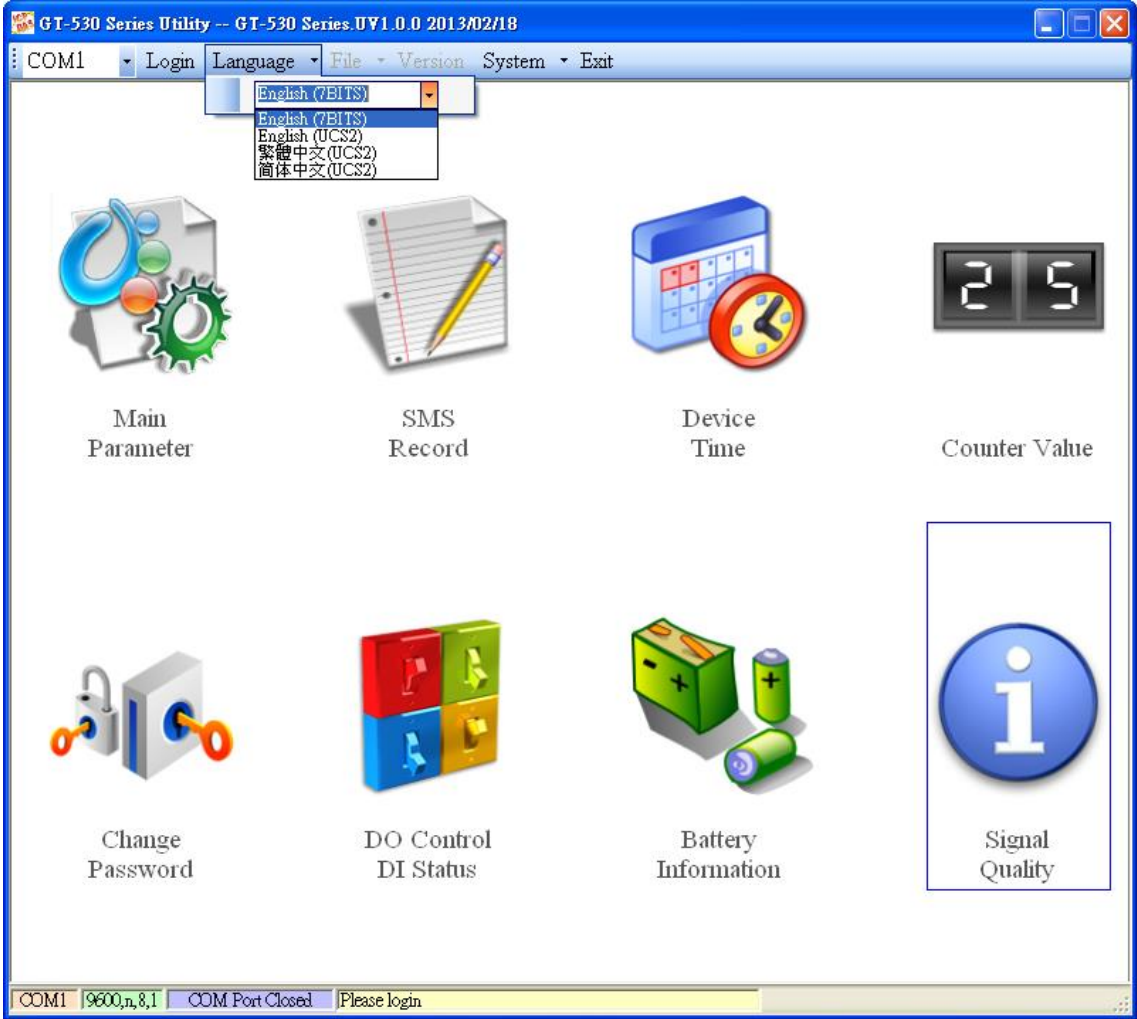 GT-530 Series Utility -- GT-530 Series.UV1.0.0 2013/02/18
COM1 Login Language File Version System Exit
English (7BITS)
English (7BITS)
English (UCS2)
繁體中文(UCS2)
简体中文(UCS2)
2 5
Main
Parameter
SMS
Record
Device
Time
Counter Value
Change
Password
DO Control
DI Status
Battery
Information
Signal
Quality
COM1 9600,n,8,1 COM Port Closed Please login